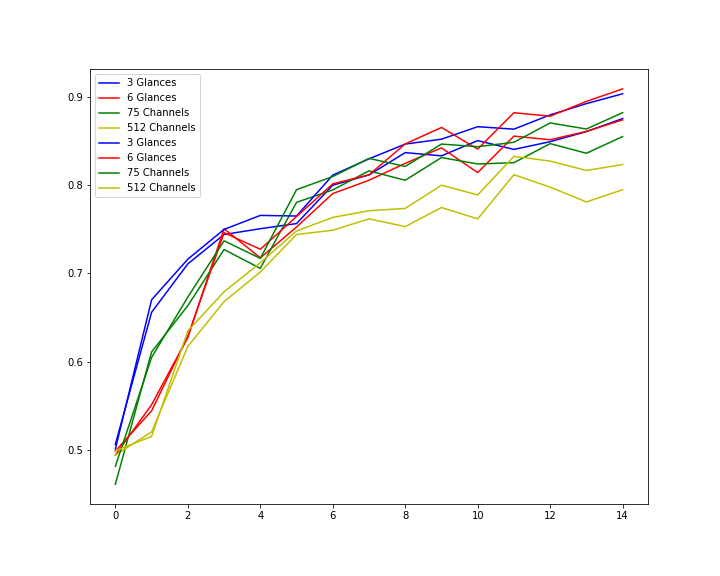 3 Glances
6 Glances
75 Channels
512 Channels
3 Glances
6 Glances
75 Channels
512 Channels
0.9
0.8
0.7
0.6
0.5
0 2 4 6 8 10 12 14